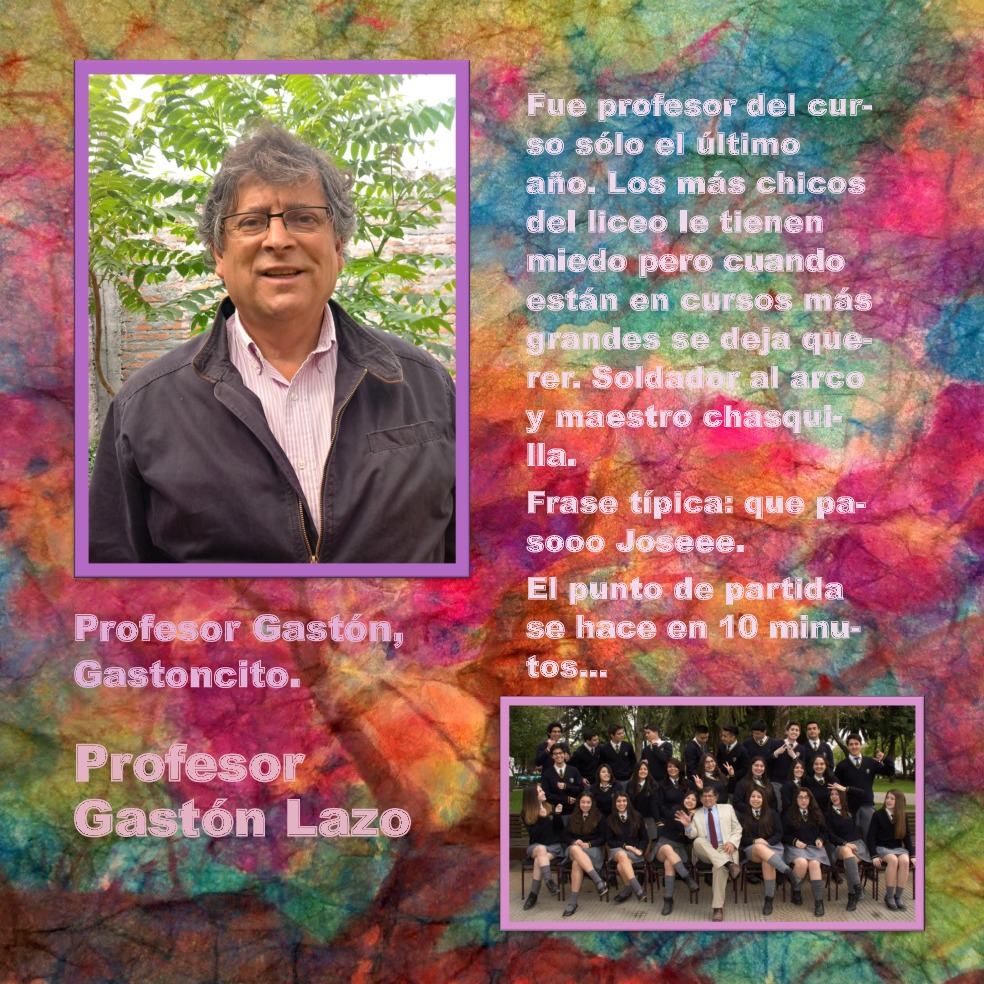 Fue profesor del cur-
so sólo el último
año. Los más chicos
del liceo le tienen
miedo pero cuando
están en cursos más
grandes se deja que-
rer. Soldador al arco
y maestro chasqui-
lla.
Frase típica: que pa-
sooo Joseee.
El punto de partida
se hace en 10 minu-
tos...
Profesor Gastón,
Gastoncito.
Profesor
Gastón Lazo